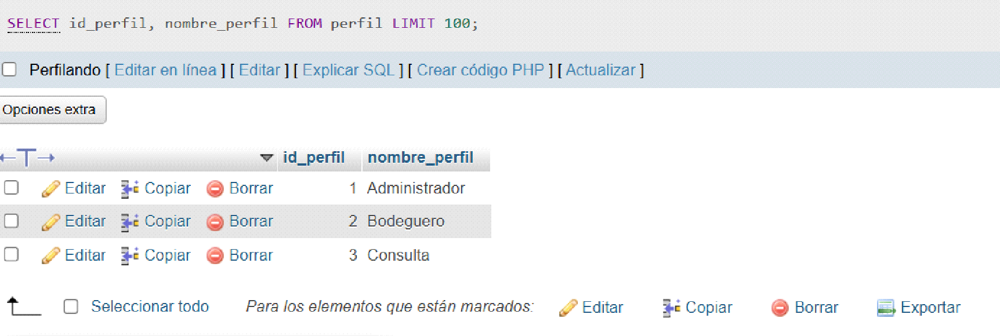 SELECT id_perfil, nombre_perfil FROM perfil LIMIT 100;
Perfilando [ Editar en línea ] [ Editar ] [ Explicar SQL ] [ Crear código PHP ] [ Actualizar ]
Opciones extra
id_perfil nombre_perfil
Editar Copiar Borrar 1 Administrador
Editar Copiar Borrar 2 Bodeguero
Editar Copiar Borrar 3 Consulta
Seleccionar todo Para los elementos que están marcados: Editar Copiar Borrar Exportar